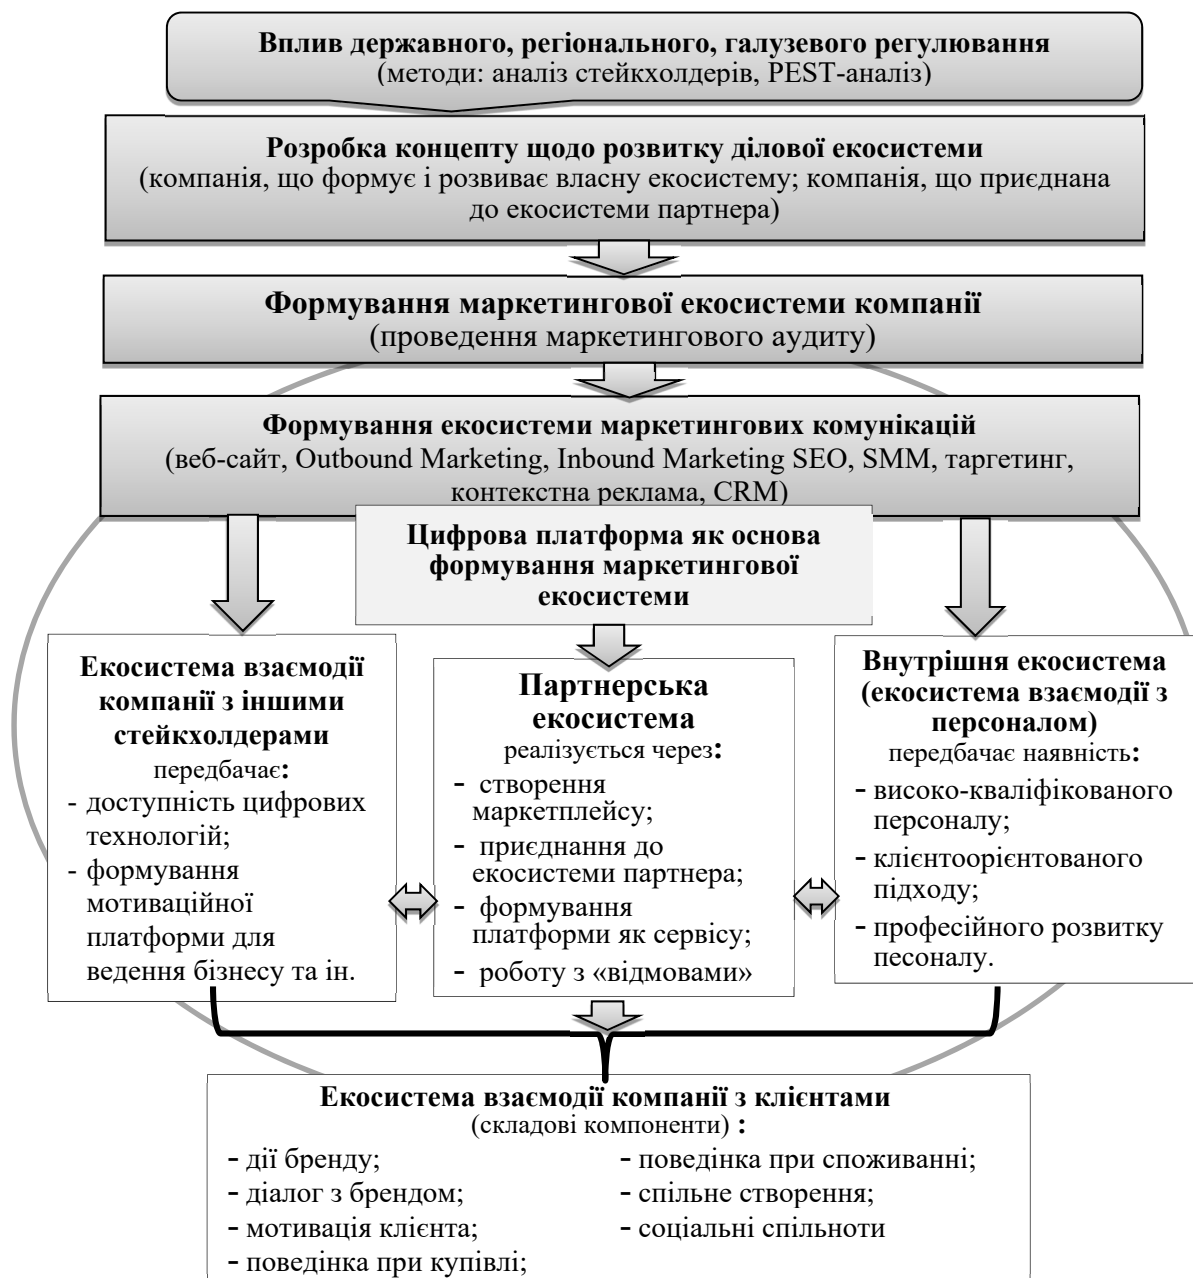 Вплив державного, регіонального, галузевого регулювання
(методи: аналіз стейкхолдерів, PEST-аналіз)
Розробка концепту щодо розвитку ділової екосистеми
(компанія, що формує і розвиває власну екосистему; компанія, що приєднана
до екосистеми партнера)
Формування маркетингової екосистеми компанії
(проведення маркетингового аудиту)
Формування екосистеми маркетингових комунікацій
(веб-сайт, Outbound Marketing, Inbound Marketing SEO, SMM, таргетинг,
контекстна реклама, CRM)
Цифрова платформа як основа
формування маркетингової
екосистеми
Екосистема взаємодії
компанії з іншими
стейкхолдерами
передбачає:
- доступність цифрових
технологій;
- формування
мотиваційної
платформи для
ведення бізнесу та ін.
Партнерська
екосистема
реалізується через:
- створення
маркетплейсу;
- приєднання до
екосистеми партнера;
- формування
платформи як сервісу;
- роботу з «відмовами»
Внутрішня екосистема
(екосистема взаємодії з
персоналом)
передбачає наявність:
- високо-кваліфікованого
персоналу;
- клієнтоорієнтованого
підходу;
- професійного розвитку
песоналу.
Екосистема взаємодії компанії з клієнтами
(складові компоненти) :
- дії бренду;
- діалог з брендом;
- мотивація клієнта;
- поведінка при купівлі;
- поведінка при споживанні;
- спільне створення;
- соціальні спільноти